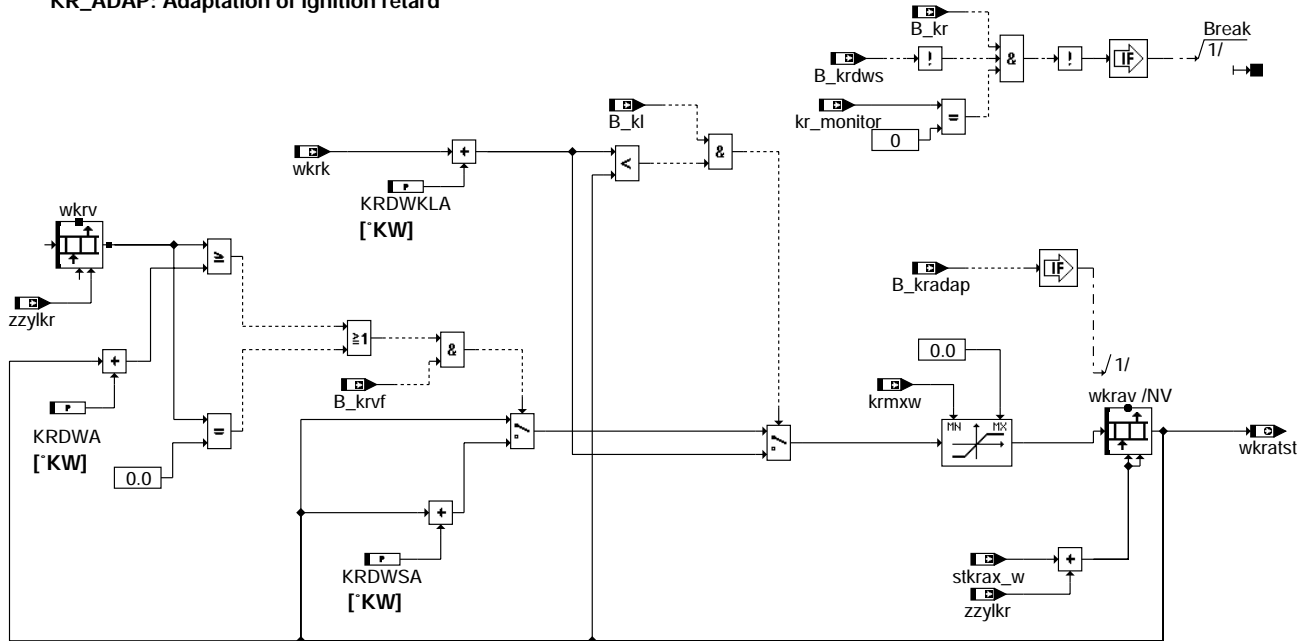 KR_ADAP: Adaptation of ignition retard
B_kr
Break
1/
!
&
!
IF
B_krdws
B_kl
kr_monitor
=
0
&
wkrk
+
<
P
KRDWKLA
[°KW]
wkrv
≥
IF
B_kradap
zzylkr
≧1
&
0.0
+
1/
B_krvf
krmxw
wkrav /NV
P
MN
MX
KRDWA
=
[°KW]
wkratst
0.0
+
P
KRDWSA
stkrax_w
+
[°KW]
zzylkr